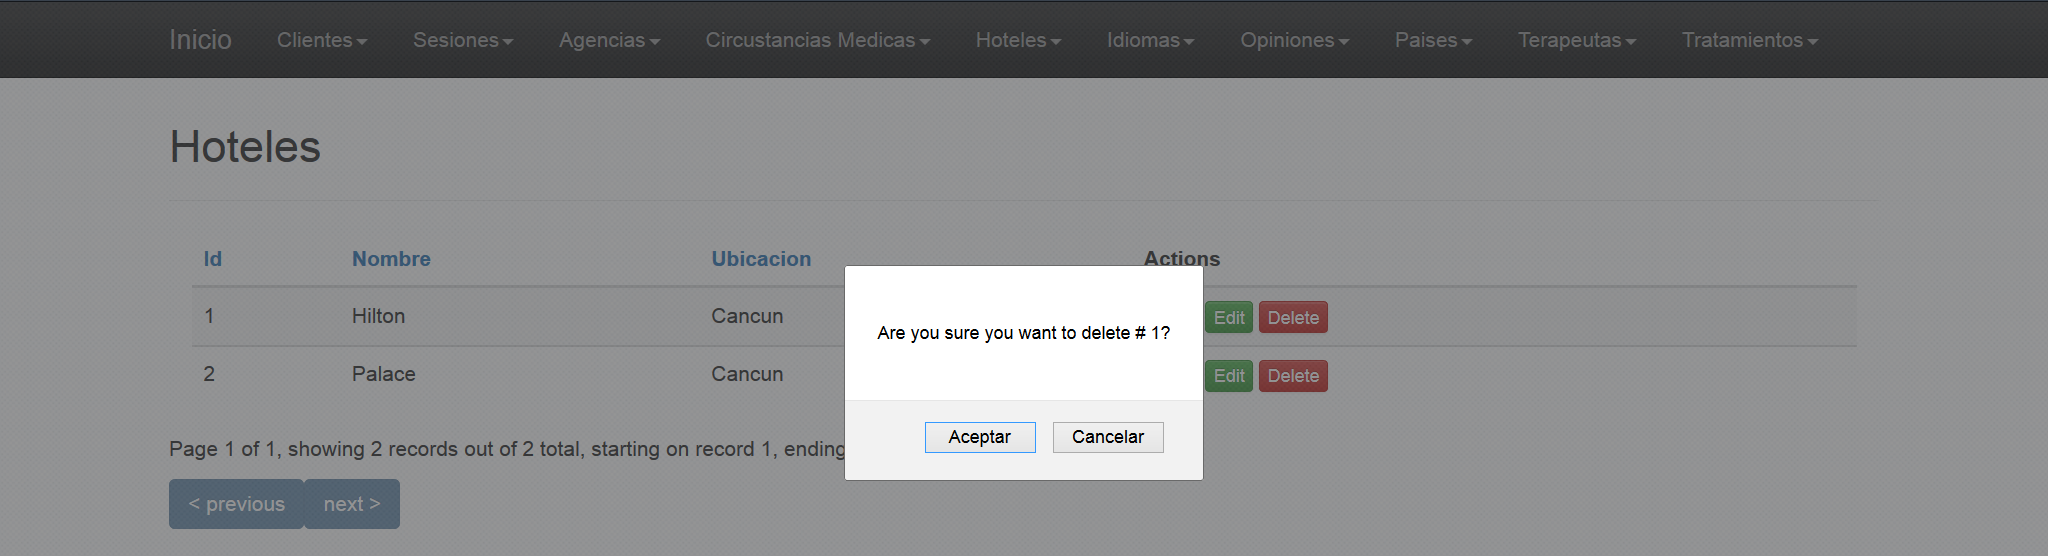 Inicio Clientes Sesiones Agencias Circustancias Medicas Hoteles Idiomas Opiniones Paises Terapeutas Tratamientos
Hoteles
Id Nombre Ubicacion Actions
1 Hilton Cancun Edit Delete
2 Palace Cancun Edit Delete
Are you sure you want to delete # 1?
Aceptar Cancelar
Page 1 of 1, showing 2 records out of 2 total, starting on record 1, ending
< previous next >